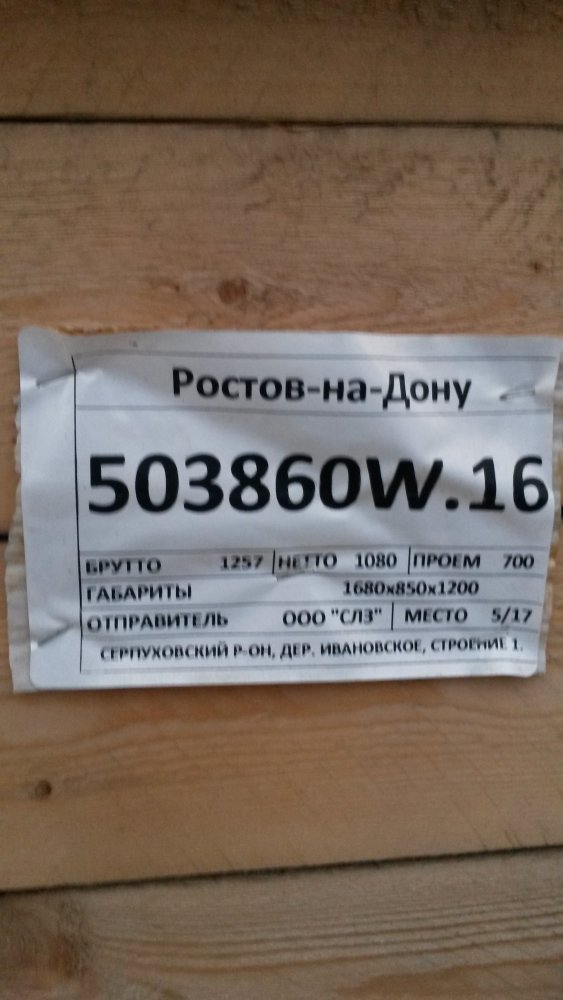 Ростов-на-Дону
503860W.16
БРУТТО 1257 НЕТТО 1080 ПРОЕМ 700
ГАБАРИТЫ 1680х850х1200
ОТПРАВИТЕЛЬ ООО "СЛЗ" МЕСТО 5/17
СЕРПУХОВСКИЙ Р-ОН, ДЕР. ИВАНОВСКОЕ, СТРОЕНИЕ 1.